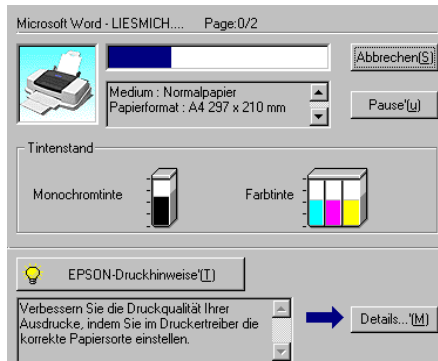 Microsoft Word - LIESMICH.... Page:0/2
Abbrechen(S)
Medium : Normalpapier
Papierformat : A4 297 x 210 mm
Pause'(u)
Tintenstand
Monochromtinte
Farbtinte
EPSON-Druckhinweise'(T)
Verbessern Sie die Druckqualität Ihrer
Ausdrucke, indem Sie im Druckertreiber die
korrekte Papiersorte einstellen.
Details...'(M)